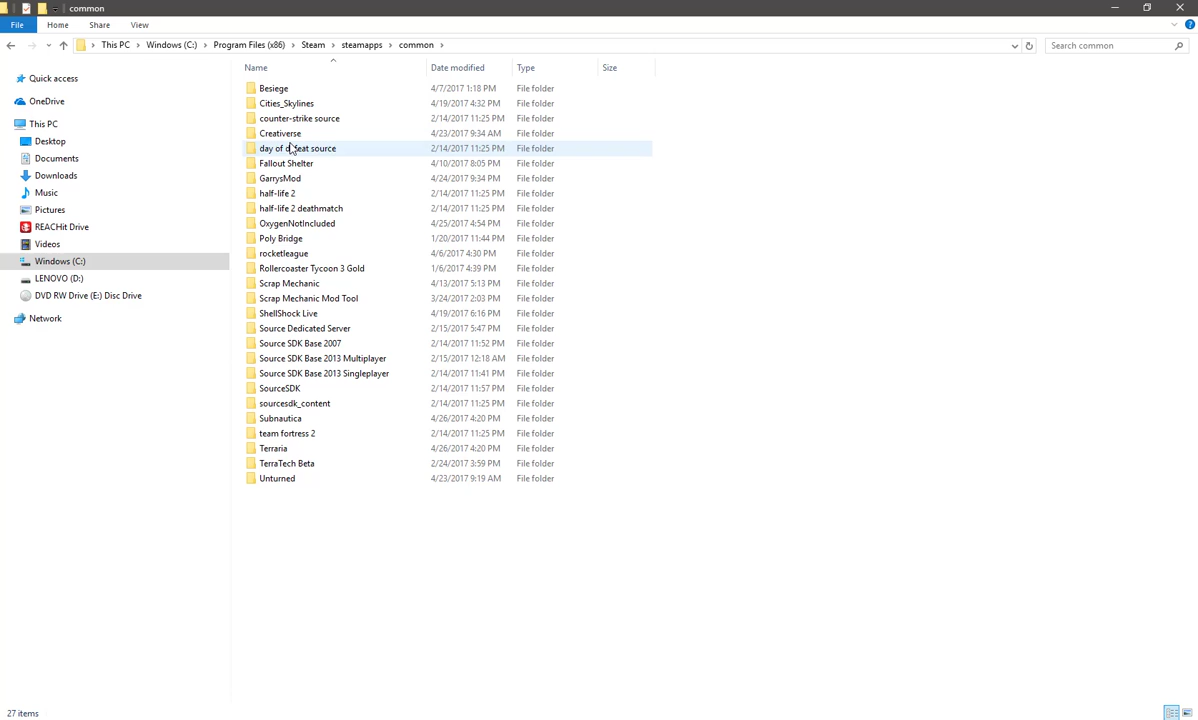 common
File Home Share View
This PC Windows (C:) Program Files (x86) Steam steamapps common
Search common
Quick access
OneDrive
This PC
Desktop
Documents
Downloads
Music
Pictures
REACHit Drive
Videos
Windows (C:)
LENOVO (D:)
DVD RW Drive (E:) Disc Drive
Network
Name Date modified Type Size
Besiege 4/7/2017 1:18 PM File folder
Cities_Skylines 4/19/2017 4:32 PM File folder
counter-strike source 2/14/2017 11:25 PM File folder
Creativerse 4/23/2017 9:34 AM File folder
day of defeat source 2/14/2017 11:25 PM File folder
Fallout Shelter 4/10/2017 8:05 PM File folder
GarrysMod 4/24/2017 9:34 PM File folder
half-life 2 2/14/2017 11:25 PM File folder
half-life 2 deathmatch 2/14/2017 11:25 PM File folder
OxygenNotIncluded 4/25/2017 4:54 PM File folder
Poly Bridge 1/20/2017 11:44 PM File folder
rocketleague 4/6/2017 4:30 PM File folder
Rollercoaster Tycoon 3 Gold 1/6/2017 4:39 PM File folder
Scrap Mechanic 4/13/2017 5:13 PM File folder
Scrap Mechanic Mod Tool 3/24/2017 2:03 PM File folder
ShellShock Live 4/19/2017 6:16 PM File folder
Source Dedicated Server 2/15/2017 5:47 PM File folder
Source SDK Base 2007 2/14/2017 11:52 PM File folder
Source SDK Base 2013 Multiplayer 2/15/2017 12:18 AM File folder
Source SDK Base 2013 Singleplayer 2/14/2017 11:41 PM File folder
SourceSDK 2/14/2017 11:57 PM File folder
sourcesdk_content 2/14/2017 11:25 PM File folder
Subnautica 4/26/2017 4:20 PM File folder
team fortress 2 2/14/2017 11:25 PM File folder
Terraria 4/26/2017 4:20 PM File folder
TerraTech Beta 2/24/2017 3:59 PM File folder
Unturned 4/23/2017 9:19 AM File folder
27 items